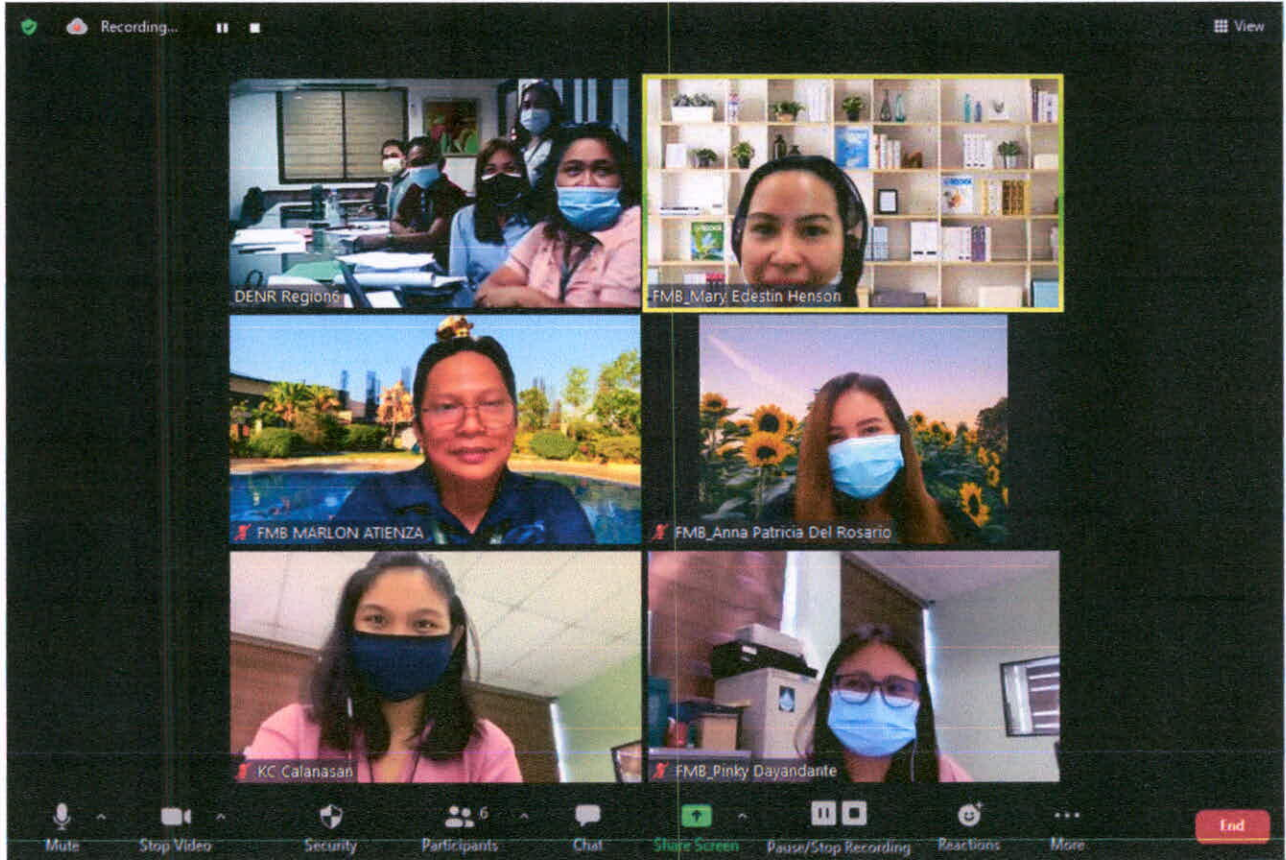 Recording...
View
DENR Region6
FMB_Mary Edestin Henson
FMB MARLON ATIENZA
FMB_Anna Patricia Del Rosario
KC Calanasan
FMB_Pinky Dayandante
6
Mute
Stop Video
Security
Participants
Chat
Share Screen
Pause/Stop Recording
Reactions
More
End